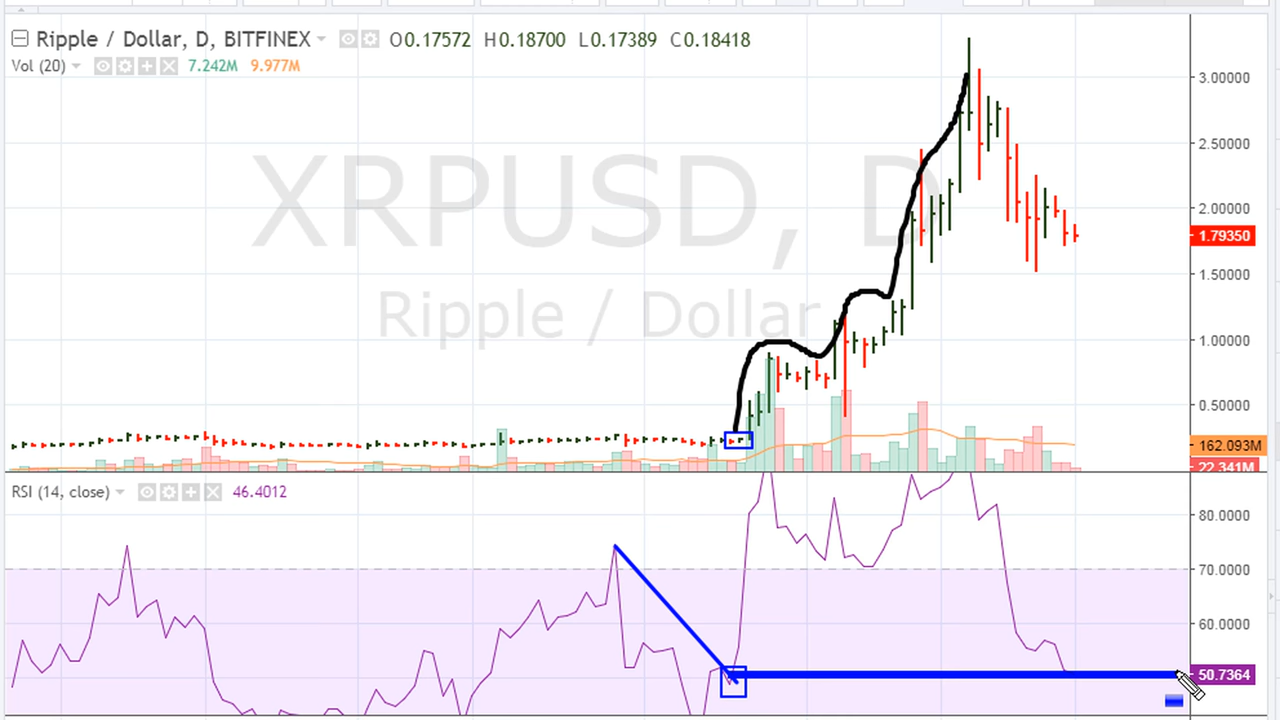 Ripple / Dollar, D, BITFINEX O0.17572 H0.18700 L0.17389 C0.18418
Vol (20) 7.242M 9.977M
XRPUSD, D
Ripple / Dollar
3.00000
2.50000
2.00000
1.79350
1.50000
1.00000
0.50000
162.093M
22.341M
RSI (14, close) 46.4012
80.0000
70.0000
60.0000
50.7364